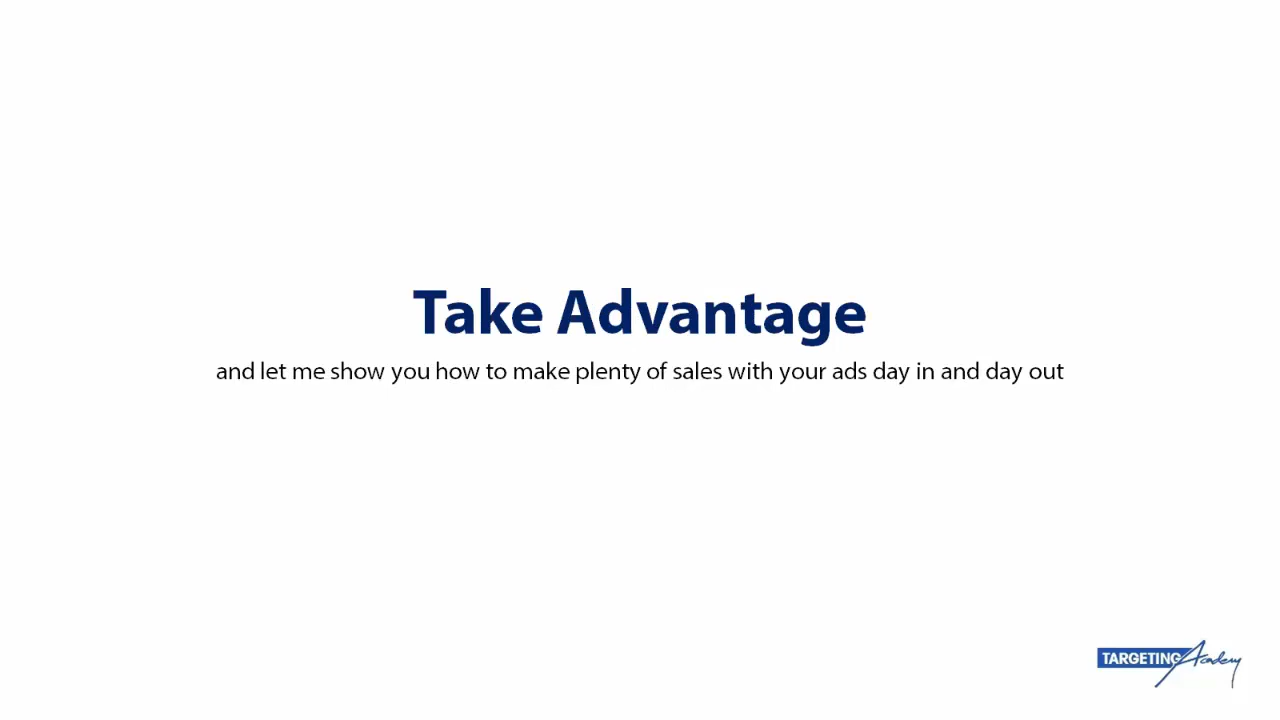 Take Advantage
and let me show you how to make plenty of sales with your ads day in and day out
TARGETING Academy